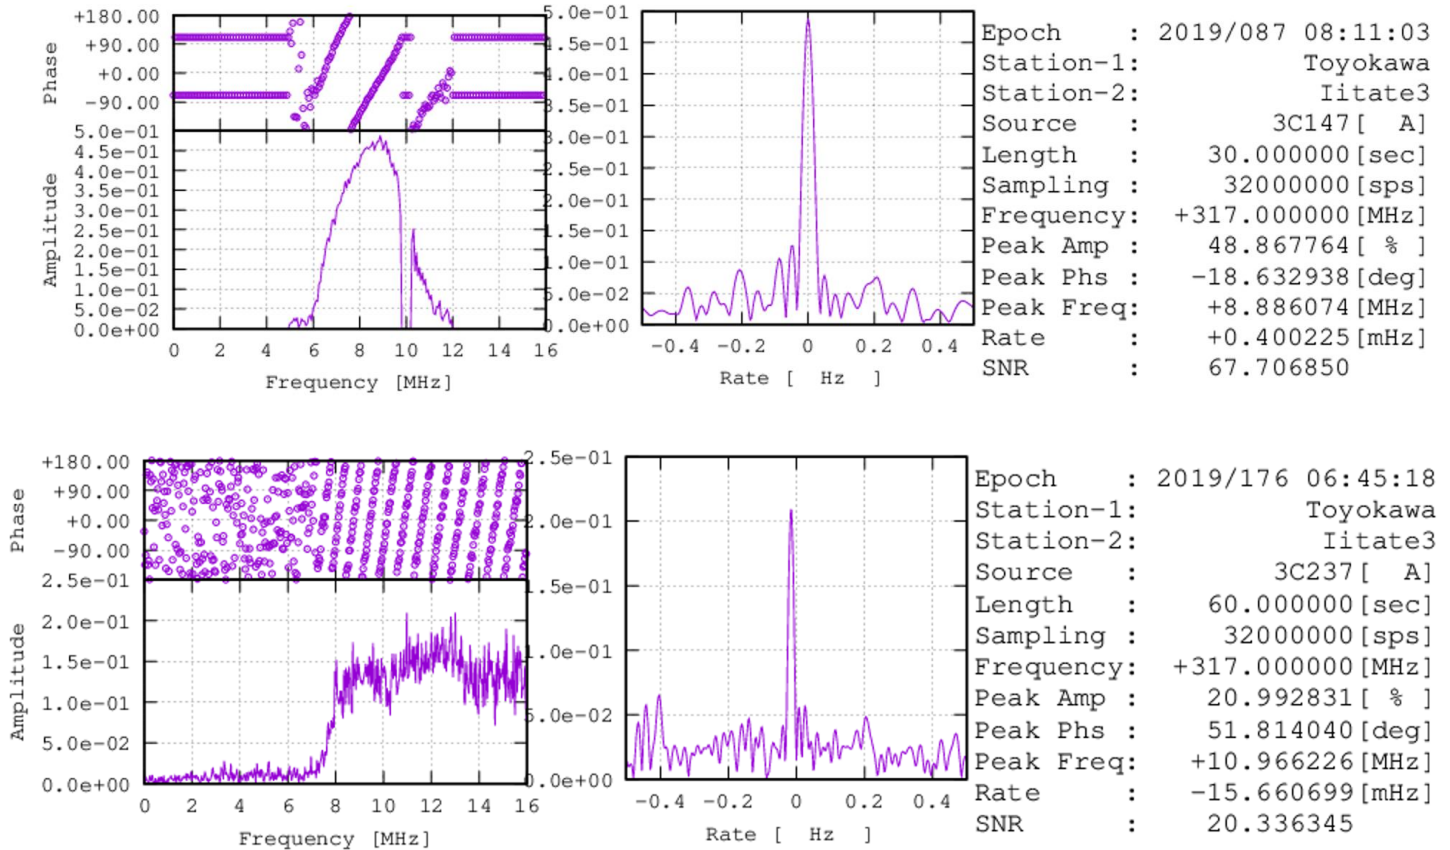 +180.00
+90.00
+0.00
-90.00
Phase
5.0e-01
4.5e-01
4.0e-01
3.5e-01
3.0e-01
2.5e-01
2.0e-01
1.5e-01
1.0e-01
5.0e-02
0.0e+00
Amplitude
0 2 4 6 8 10 12 14 16
Frequency [MHz]
5.0e-01
4.5e-01
4.0e-01
3.5e-01
3.0e-01
2.5e-01
2.0e-01
1.5e-01
1.0e-01
5.0e-02
0.0e+00
-0.4 -0.2 0 0.2 0.4
Rate [ Hz ]
Epoch : 2019/087 08:11:03
Station-1: Toyokawa
Station-2: Iitate3
Source : 3C147[ A]
Length : 30.000000[sec]
Sampling : 32000000[sps]
Frequency: +317.000000[MHz]
Peak Amp : 48.867764[ % ]
Peak Phs : -18.632938[deg]
Peak Freq: +8.886074[MHz]
Rate : +0.400225[mHz]
SNR : 67.706850
+180.00
+90.00
+0.00
-90.00
Phase
2.5e-01
2.0e-01
1.5e-01
1.0e-01
5.0e-02
0.0e+00
Amplitude
0 2 4 6 8 10 12 14 16
Frequency [MHz]
2.5e-01
2.0e-01
1.5e-01
1.0e-01
5.0e-02
0.0e+00
-0.4 -0.2 0 0.2 0.4
Rate [ Hz ]
Epoch : 2019/176 06:45:18
Station-1: Toyokawa
Station-2: Iitate3
Source : 3C237[ A]
Length : 60.000000[sec]
Sampling : 32000000[sps]
Frequency: +317.000000[MHz]
Peak Amp : 20.992831[ % ]
Peak Phs : 51.814040[deg]
Peak Freq: +10.966226[MHz]
Rate : -15.660699[mHz]
SNR : 20.336345